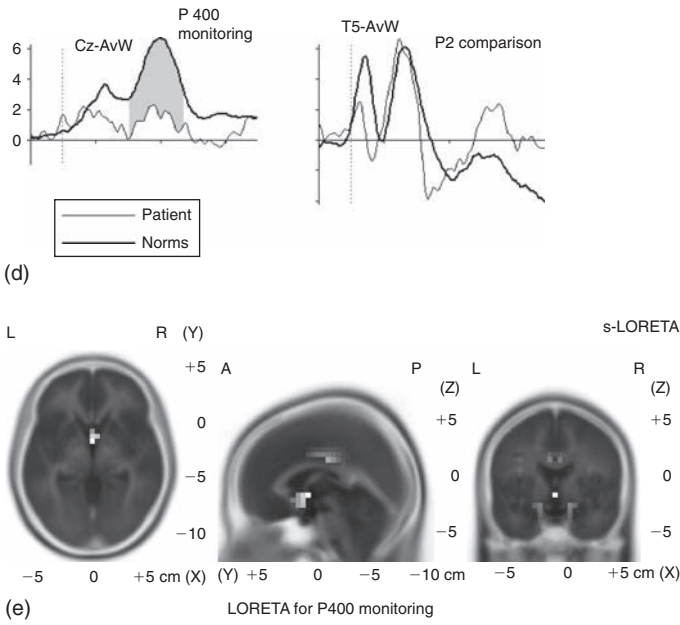 P 400
monitoring
Cz-AvW
6
4
2
0
T5-AvW
P2 comparison
Patient
Norms
(d)
s-LORETA
L R (Y)
+5
0
−5
−10
−5 0 +5 cm (X)
A P
(Z)
+5
0
−5
(Y) +5 0 −5 −10 cm
L R
(Z)
+5
0
−5
−5 0 +5 cm (X)
(e)
LORETA for P400 monitoring